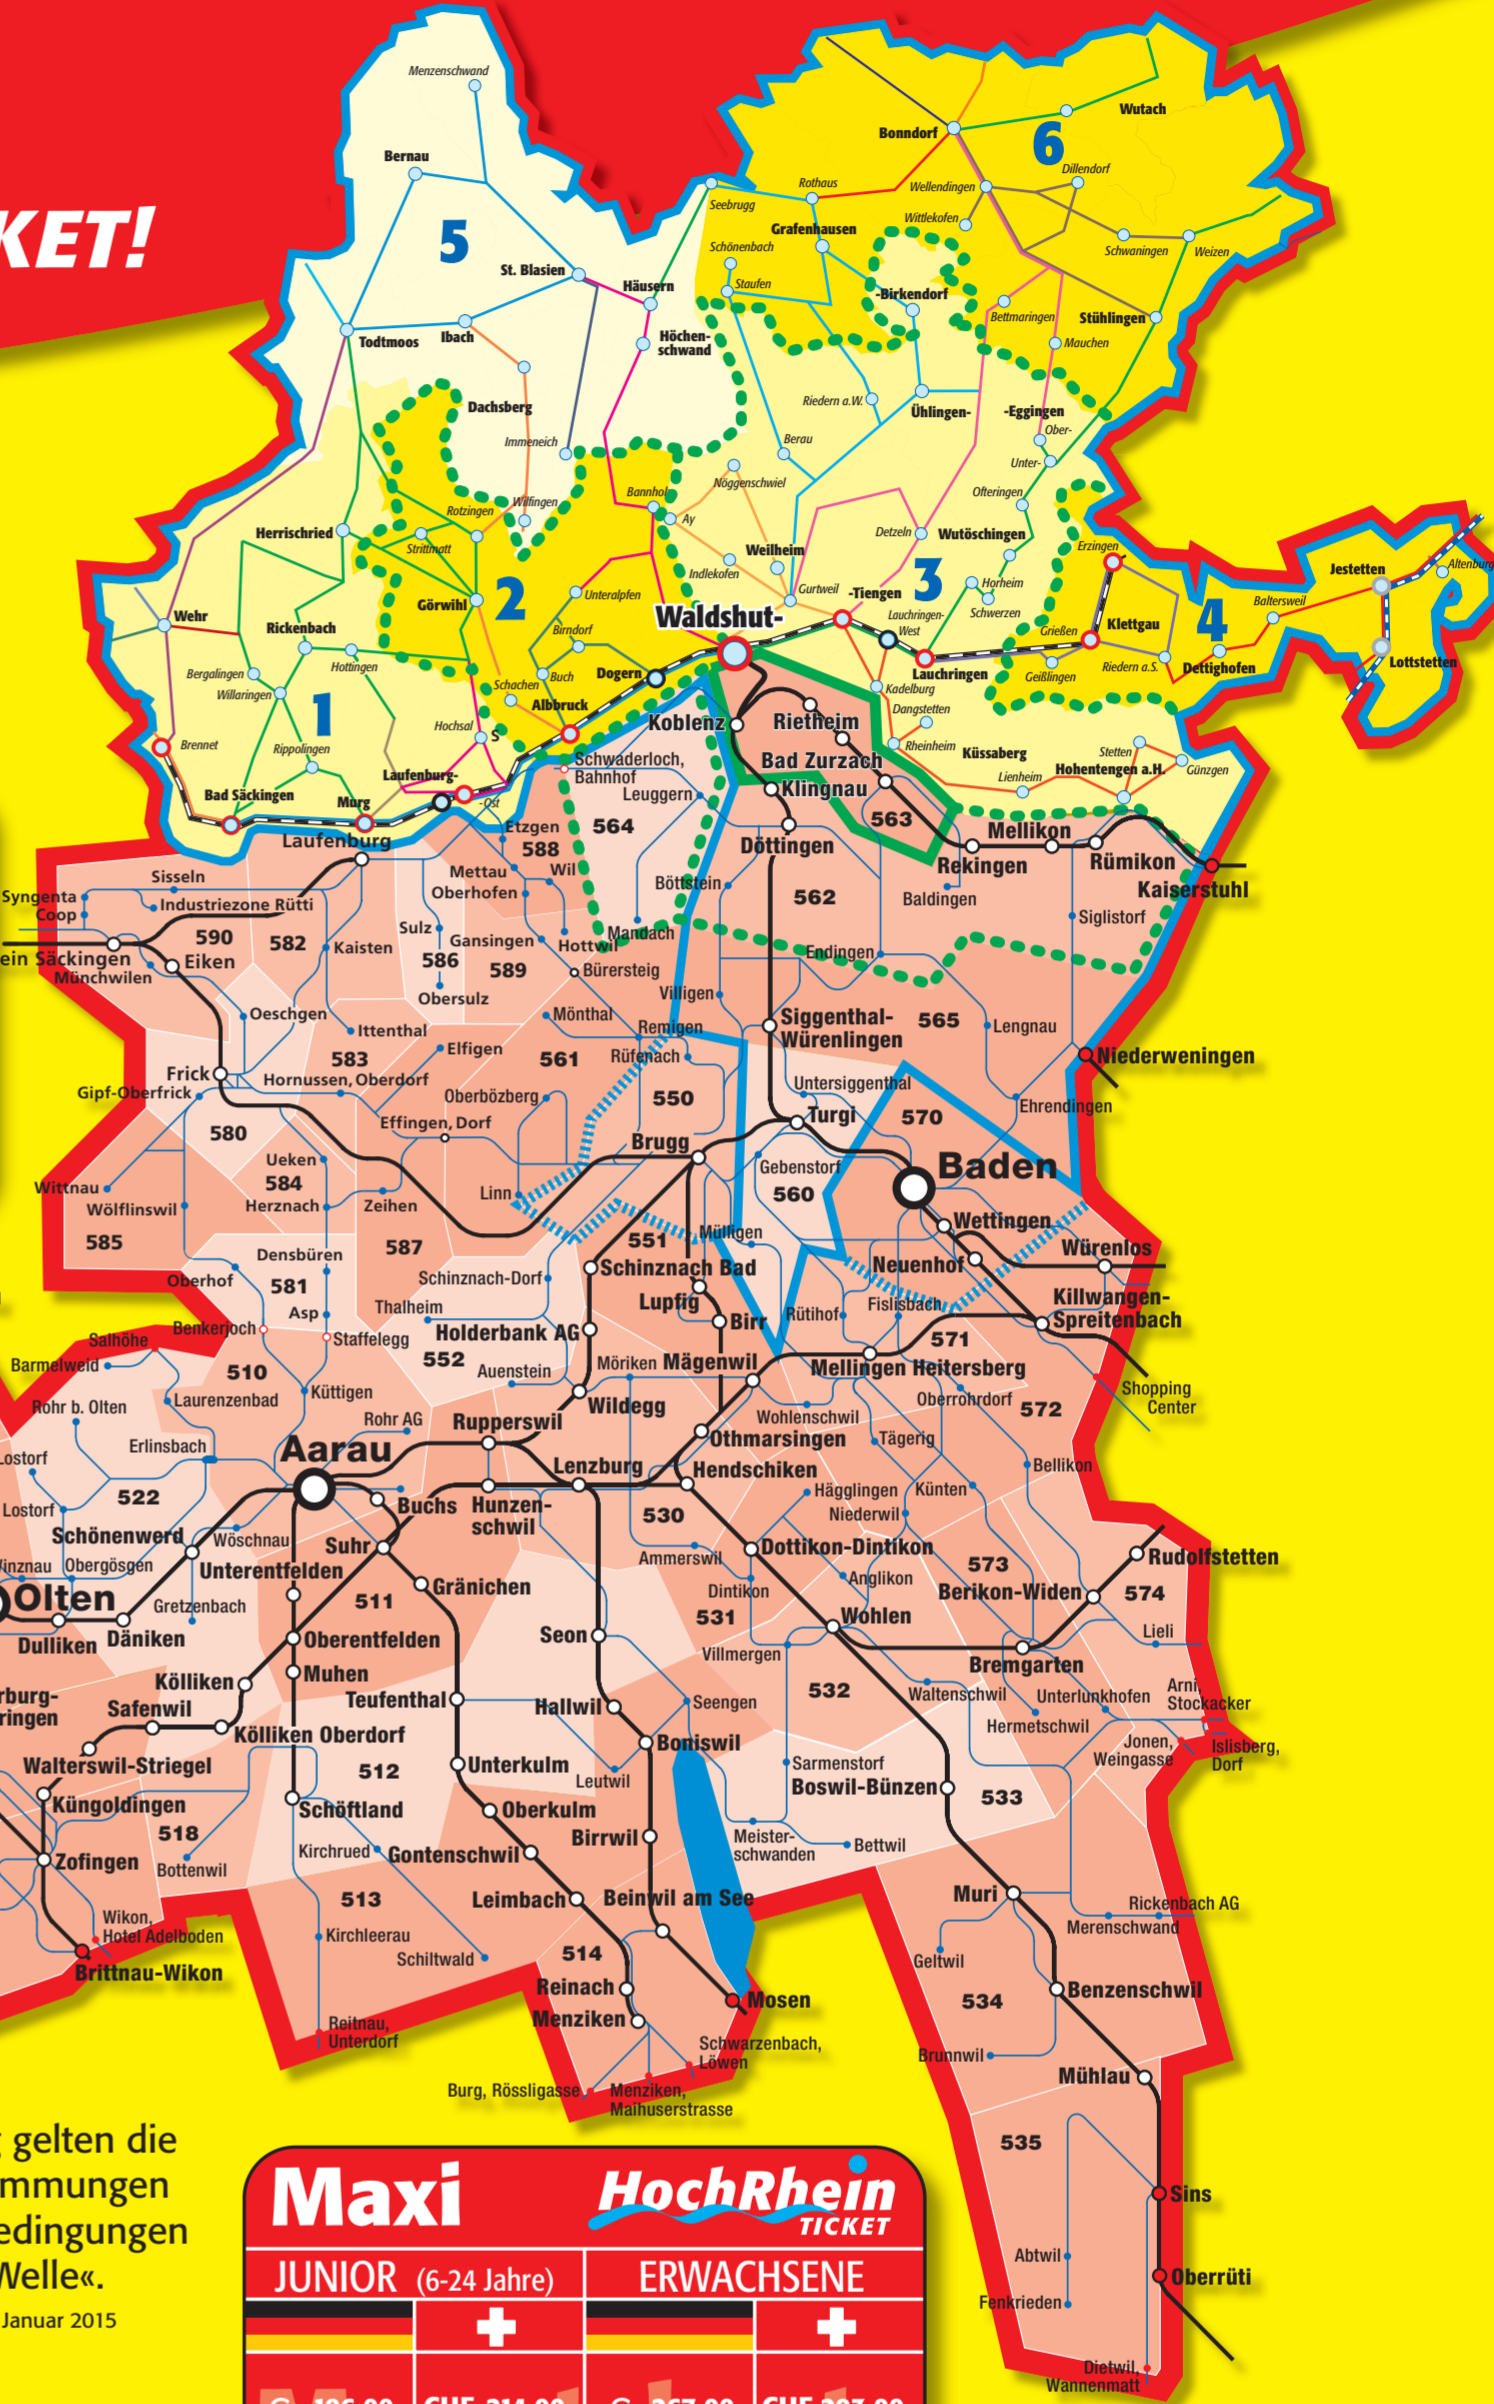 KET!
Menzenschwand
Bernau
5
St. Blasien
Häusern
Todtmoos
Ibach
Höchen-
schwand
Dachsberg
Immeneich
Wilfingen
Wutach
Bonndorf
6
Dillendorf
Rothaus
Wellendingen
Seebrugg
Wittlekofen
Grafenhausen
Schönenbach
Schwaningen
Weizen
Staufen
-Birkendorf
Bettmaringen
Stühlingen
Mauchen
Riedern a.W.
Ühlingen-
-Eggingen
Ober-
Berau
Unter-
Nöggenschwiel
Ofteringen
Bannhol
Ay
Rotzingen
Herrischried
Strittmatt
Detzeln
Wutöschingen
Weilheim
Indlekofen
Erzingen
Jestetten
Altenburg
3
Horheim
Gurtweil
Görwihl
2
Unteralpfen
-Tiengen
Schwerzen
Baltersweil
Wehr
Waldshut-
Lauchringen-
West
4
Klettgau
Rickenbach
Birndorf
Grießen
Dettighofen
Lottstetten
Hottingen
Riedern a.S.
Bergalingen
Dogern
Buch
Lauchringen
Geißlingen
Willaringen
Schachen
Kadelburg
1
Albbruck
Dangstetten
Hochsal
S
Koblenz
Rietheim
Brennet
Rippolingen
Rheinheim
Küssaberg
Stetten
Hohentengen a.H.
Günzgen
Lienheim
Laufenburg-
-Ost
Schwaderloch,
Bahnhof
Bad Zurzach
Bad Säckingen
Murg
Leuggern
Klingnau
Laufenburg
Etzgen
588
564
563
Mellikon
Döttingen
Rekingen
Rümikon
Kaiserstuhl
Sisseln
Mettau
Wil
Oberhofen
Böttstein
562
Baldingen
Syngenta
Coop
Industriezone Rütti
Siglistorf
590
582
Sulz
Kaisten
Gansingen
Hottwil
Mandach
586
589
ein Säckingen
Eiken
Münchwilen
Bürersteig
Endingen
Obersulz
Villigen
Oeschgen
Mönthal
Siggenthal-
Würenlingen
565
Ittenthal
Remigen
Lengnau
583
Elfigen
561
Rüfenach
Niederweningen
Frick
Hornussen, Oberdorf
Untersiggenthal
Gipf-Oberfrick
Oberbözberg
550
Turgi
570
Ehrendingen
580
Effingen, Dorf
Brugg
Gebenstorf
Baden
Ueken
584
Wittnau
Linn
560
Wölflinswil
Herznach
Zeihen
Wettingen
585
Densbüren
587
551
Mülligen
Neuenhof
Würenlos
Oberhof
581
Schinznach-Dorf
Schinznach Bad
Lupfig
Killwangen-
Spreitenbach
Asp
Thalheim
Rütihof
Fislisbach
Benkerjoch
Staffelegg
Holderbank AG
Birr
Salhöhe
552
571
Barmelweid
510
Auenstein
Möriken
Mägenwil
Mellingen Heitersberg
Laurenzenbad
Küttigen
Wildegg
Oberrohrdorf
Shopping
Center
Rohr b. Olten
Rohr AG
Rupperswil
Wohlenschwil
572
Erlinsbach
Aarau
Othmarsingen
Tägerig
Lostorf
Lenzburg
Hendschiken
Bellikon
522
Lostorf
Buchs
Hunzen-
schwil
530
Hägglingen
Künten
Schönenwerd
Wöschnau
Niederwil
Suhr
Ammerswil
Dottikon-Dintikon
Obergösgen
Unterentfelden
573
Rudolfstetten
Olten
Gränichen
Dintikon
Anglikon
Berikon-Widen
574
Gretzenbach
511
531
Wohlen
Dulliken
Däniken
Seon
Lieli
Oberentfelden
Villmergen
Bremgarten
Muhen
Kölliken
532
Arni,
Stockacker
Safenwil
Teufenthal
Hallwil
Seengen
Waltenschwil
Unterlunkhofen
Kölliken Oberdorf
Hermetschwil
Jonen,
Weingasse
Islisberg,
Dorf
Walterswil-Striegel
Boniswil
512
Unterkulm
Leutwil
Sarmenstorf
Boswil-Bünzen
533
Küngoldingen
Schöftland
Oberkulm
518
Kirchrued
Birrwil
Meister-
schwanden
Bettwil
Zofingen
Bottenwil
Gontenschwil
Leimbach
Beinwil am See
Muri
513
Wikon,
Hotel Adelboden
Rickenbach AG
Merenschwand
Kirchleerau
Schiltwald
514
Geltwil
Brittnau-Wikon
Reinach
Benzenschwil
534
Mosen
Menziken
Reitnau,
Unterdorf
Schwarzenbach,
Löwen
Brunnwil
Mühlau
Burg, Rössligasse
Menziken,
Maihuserstrasse
535
gelten die
mmungen
edingungen
Welle«.
Januar 2015
Sins
Abtwil
Oberrüti
Fenkrieden
Dietwil,
Wannenmatt
Maxi
HochRhein
TICKET
JUNIOR (6-24 Jahre)
ERWACHSENE